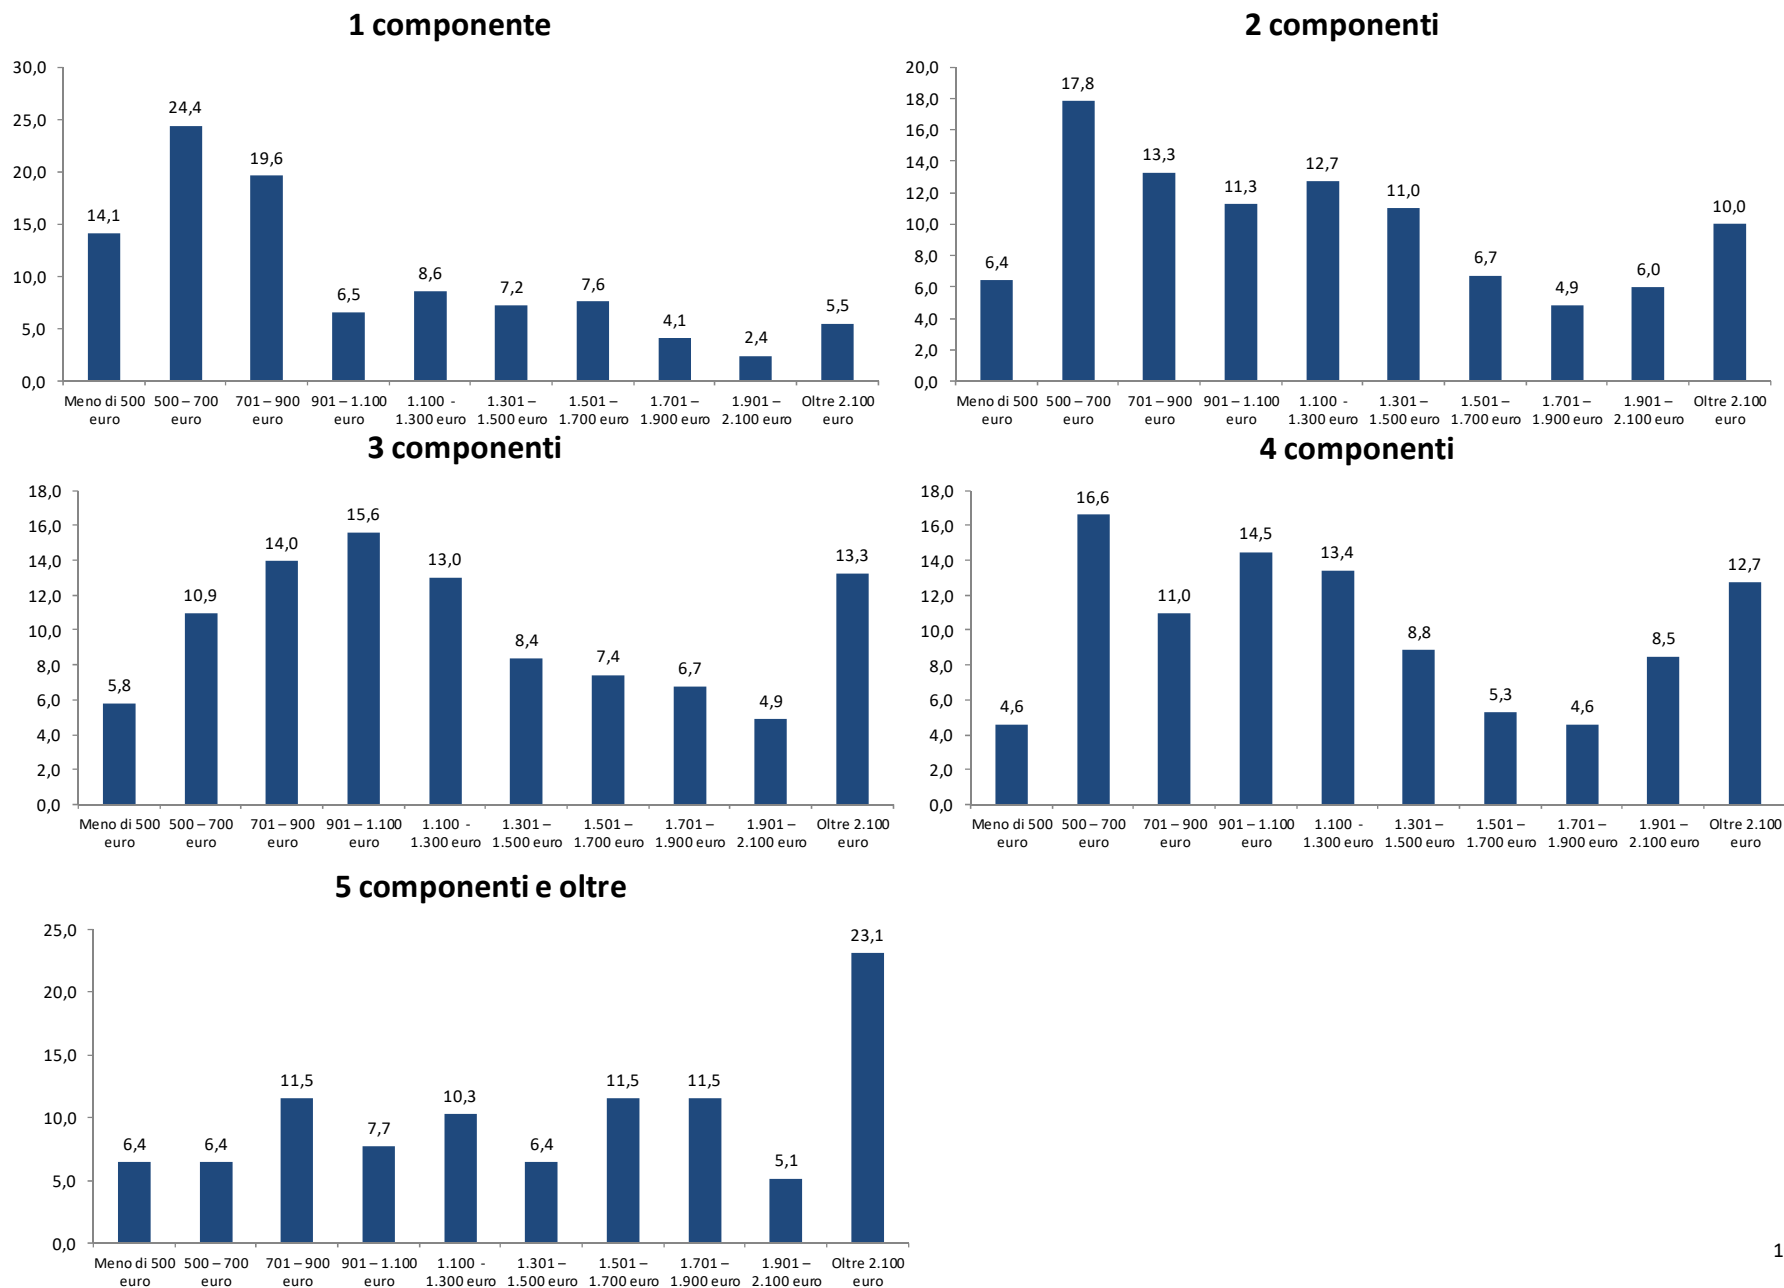 1 componente
30,0
25,0
20,0
15,0
10,0
5,0
0,0
14,1
24,4
19,6
6,5
8,6
7,2
7,6
4,1
2,4
5,5
Meno di 500 euro
500 – 700 euro
701 – 900 euro
901 – 1.100 euro
1.100 - 1.300 euro
1.301 – 1.500 euro
1.501 – 1.700 euro
1.701 – 1.900 euro
1.901 – 2.100 euro
Oltre 2.100 euro
2 componenti
20,0
18,0
16,0
14,0
12,0
10,0
8,0
6,0
4,0
2,0
0,0
6,4
17,8
13,3
11,3
12,7
11,0
6,7
4,9
6,0
10,0
Meno di 500 euro
500 – 700 euro
701 – 900 euro
901 – 1.100 euro
1.100 - 1.300 euro
1.301 – 1.500 euro
1.501 – 1.700 euro
1.701 – 1.900 euro
1.901 – 2.100 euro
Oltre 2.100 euro
3 componenti
18,0
16,0
14,0
12,0
10,0
8,0
6,0
4,0
2,0
0,0
5,8
10,9
14,0
15,6
13,0
8,4
7,4
6,7
4,9
13,3
Meno di 500 euro
500 – 700 euro
701 – 900 euro
901 – 1.100 euro
1.100 - 1.300 euro
1.301 – 1.500 euro
1.501 – 1.700 euro
1.701 – 1.900 euro
1.901 – 2.100 euro
Oltre 2.100 euro
4 componenti
18,0
16,0
14,0
12,0
10,0
8,0
6,0
4,0
2,0
0,0
4,6
16,6
11,0
14,5
13,4
8,8
5,3
4,6
8,5
12,7
Meno di 500 euro
500 – 700 euro
701 – 900 euro
901 – 1.100 euro
1.100 - 1.300 euro
1.301 – 1.500 euro
1.501 – 1.700 euro
1.701 – 1.900 euro
1.901 – 2.100 euro
Oltre 2.100 euro
5 componenti e oltre
25,0
20,0
15,0
10,0
5,0
0,0
6,4
6,4
11,5
7,7
10,3
6,4
11,5
11,5
5,1
23,1
Meno di 500 euro
500 – 700 euro
701 – 900 euro
901 – 1.100 euro
1.100 - 1.300 euro
1.301 – 1.500 euro
1.501 – 1.700 euro
1.701 – 1.900 euro
1.901 – 2.100 euro
Oltre 2.100 euro
1